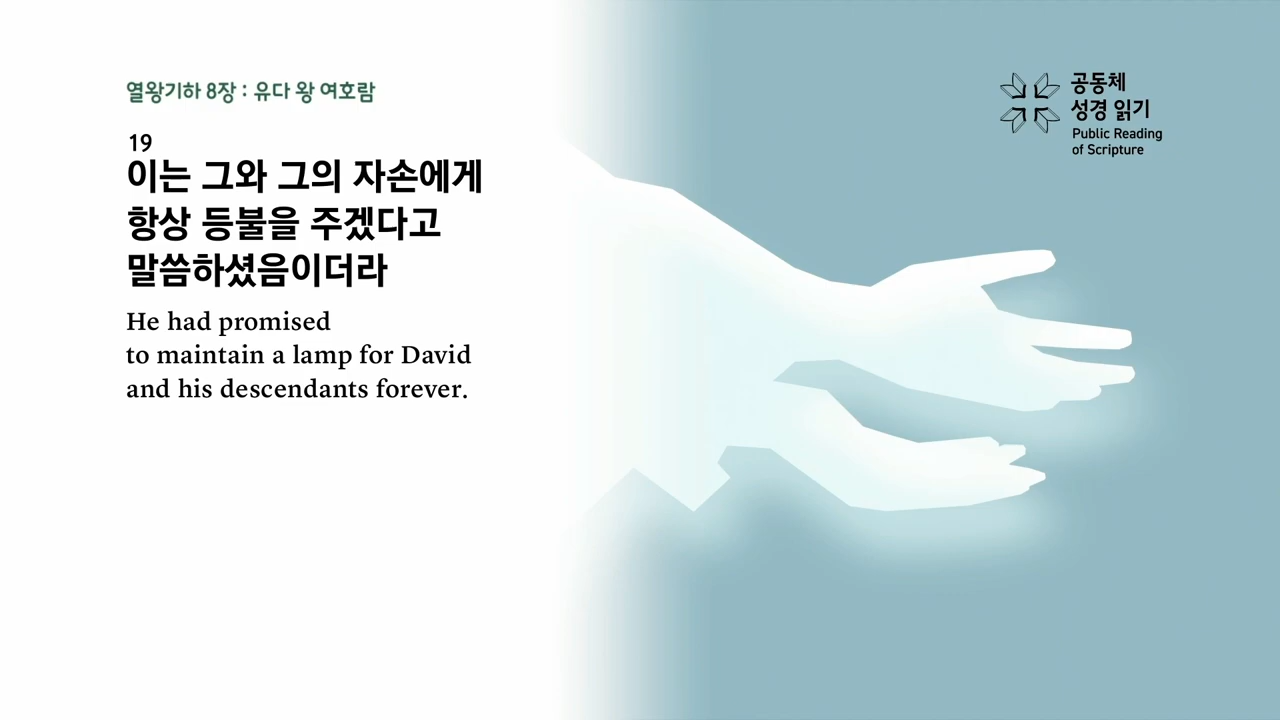 열왕기하 8장 : 유다 왕 여호람
19
이는 그와 그의 자손에게
항상 등불을 주겠다고
말씀하셨음이더라
He had promised
to maintain a lamp for David
and his descendants forever.
공동체
성경 읽기
Public Reading
of Scripture